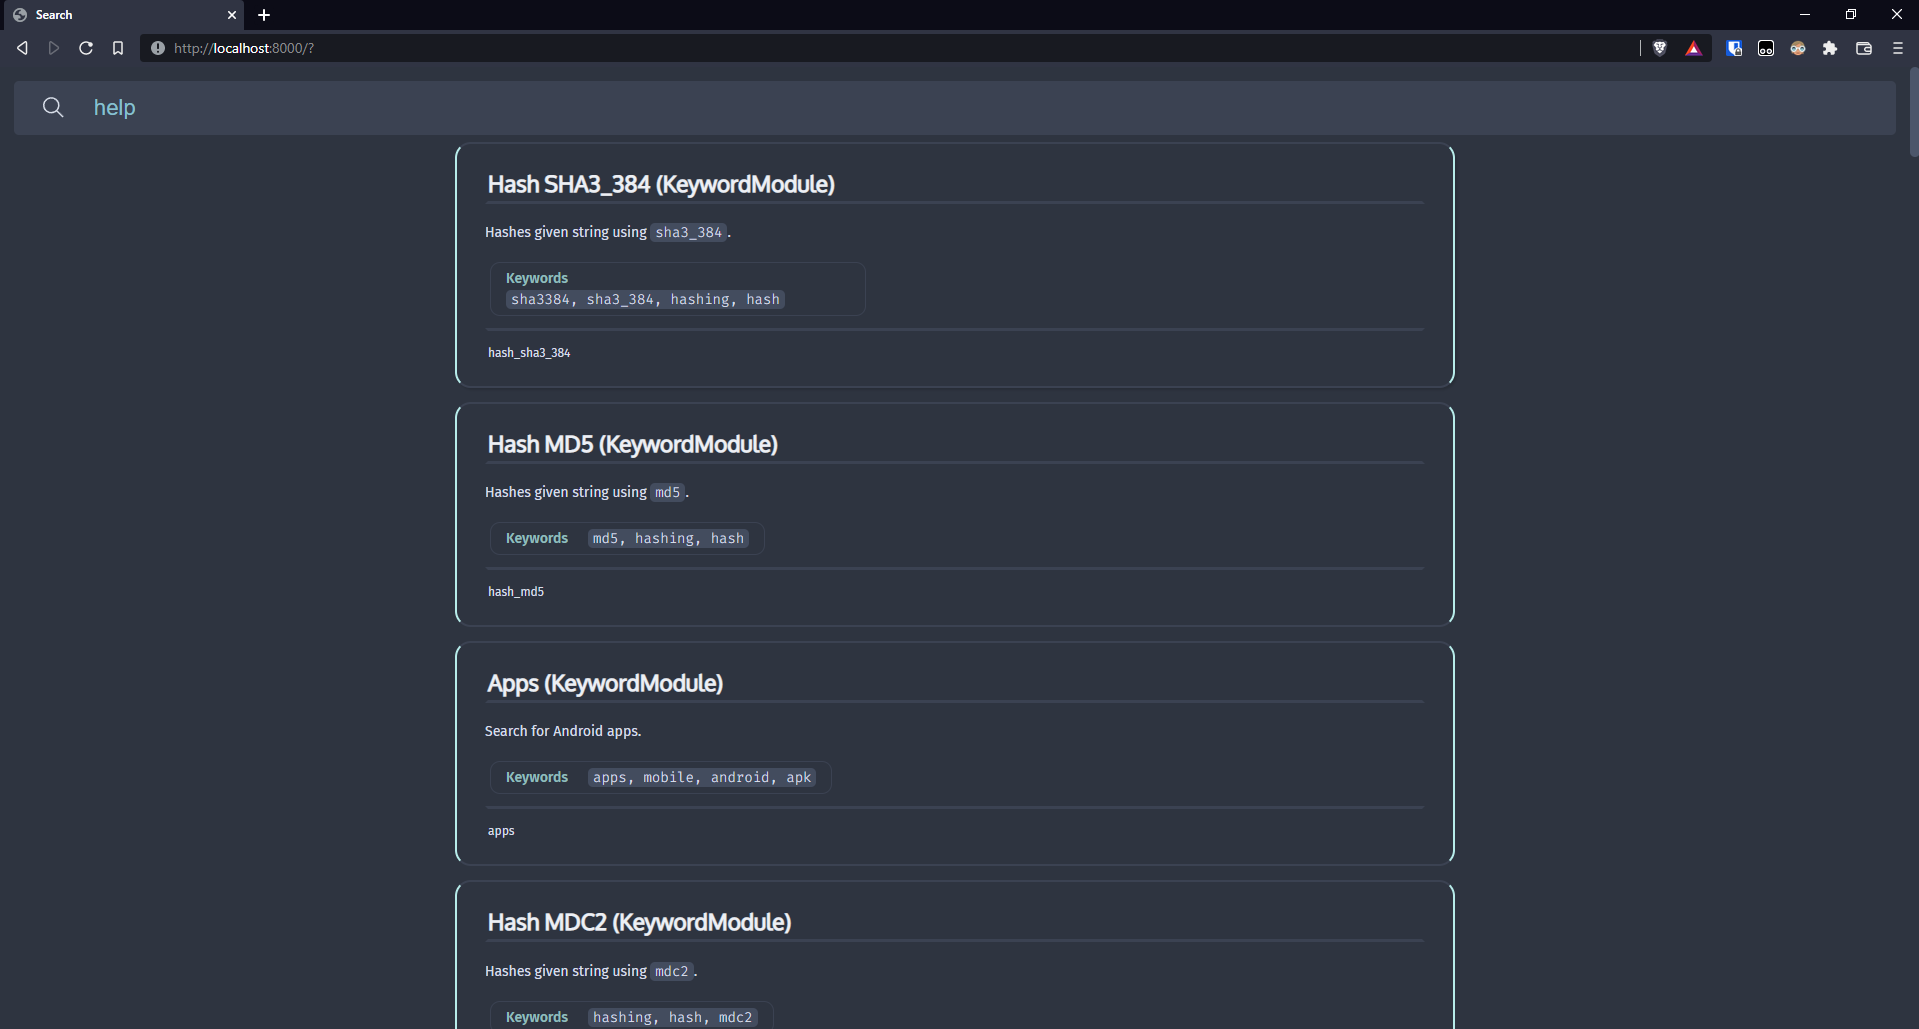 Search
http://localhost:8000/?
help
Hash SHA3_384 (KeywordModule)
Hashes given string using sha3_384.
Keywords
sha3384, sha3_384, hashing, hash
hash_sha3_384
Hash MD5 (KeywordModule)
Hashes given string using md5.
Keywords md5, hashing, hash
hash_md5
Apps (KeywordModule)
Search for Android apps.
Keywords apps, mobile, android, apk
apps
Hash MDC2 (KeywordModule)
Hashes given string using mdc2.
Keywords hashing, hash, mdc2